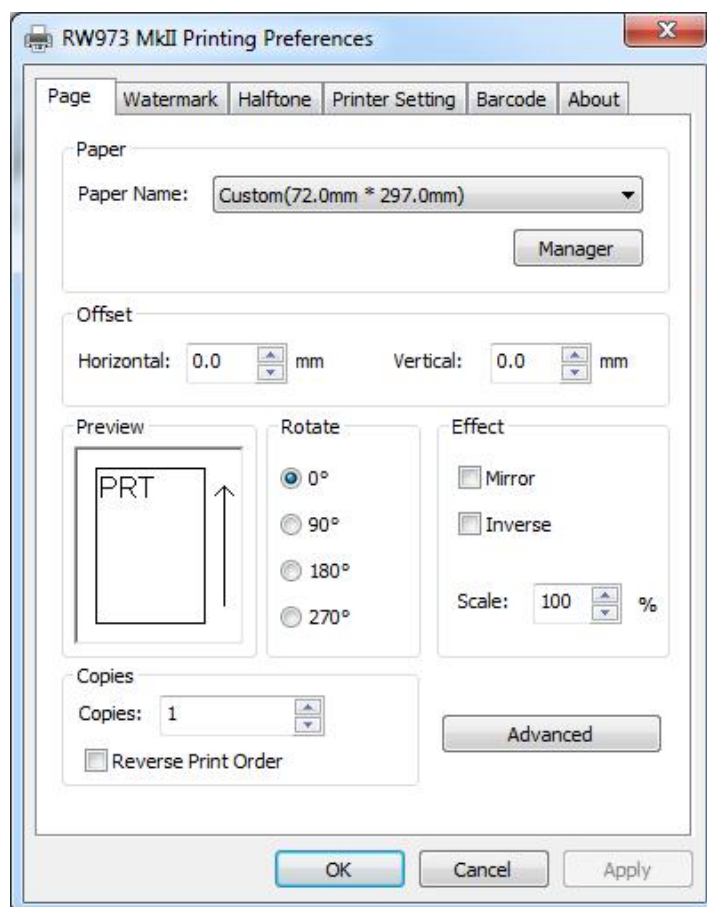 RW973 MkII Printing Preferences
Page Watermark Halftone Printer Setting Barcode About
Paper
Paper Name: Custom(72.0mm * 297.0mm)
Manager
Offset
Horizontal: 0.0 mm Vertical: 0.0 mm
Preview
PRT
Rotate
0°
90°
180°
270°
Effect
Mirror
Inverse
Scale: 100 %
Copies
Copies: 1
Reverse Print Order
Advanced
OK Cancel Apply